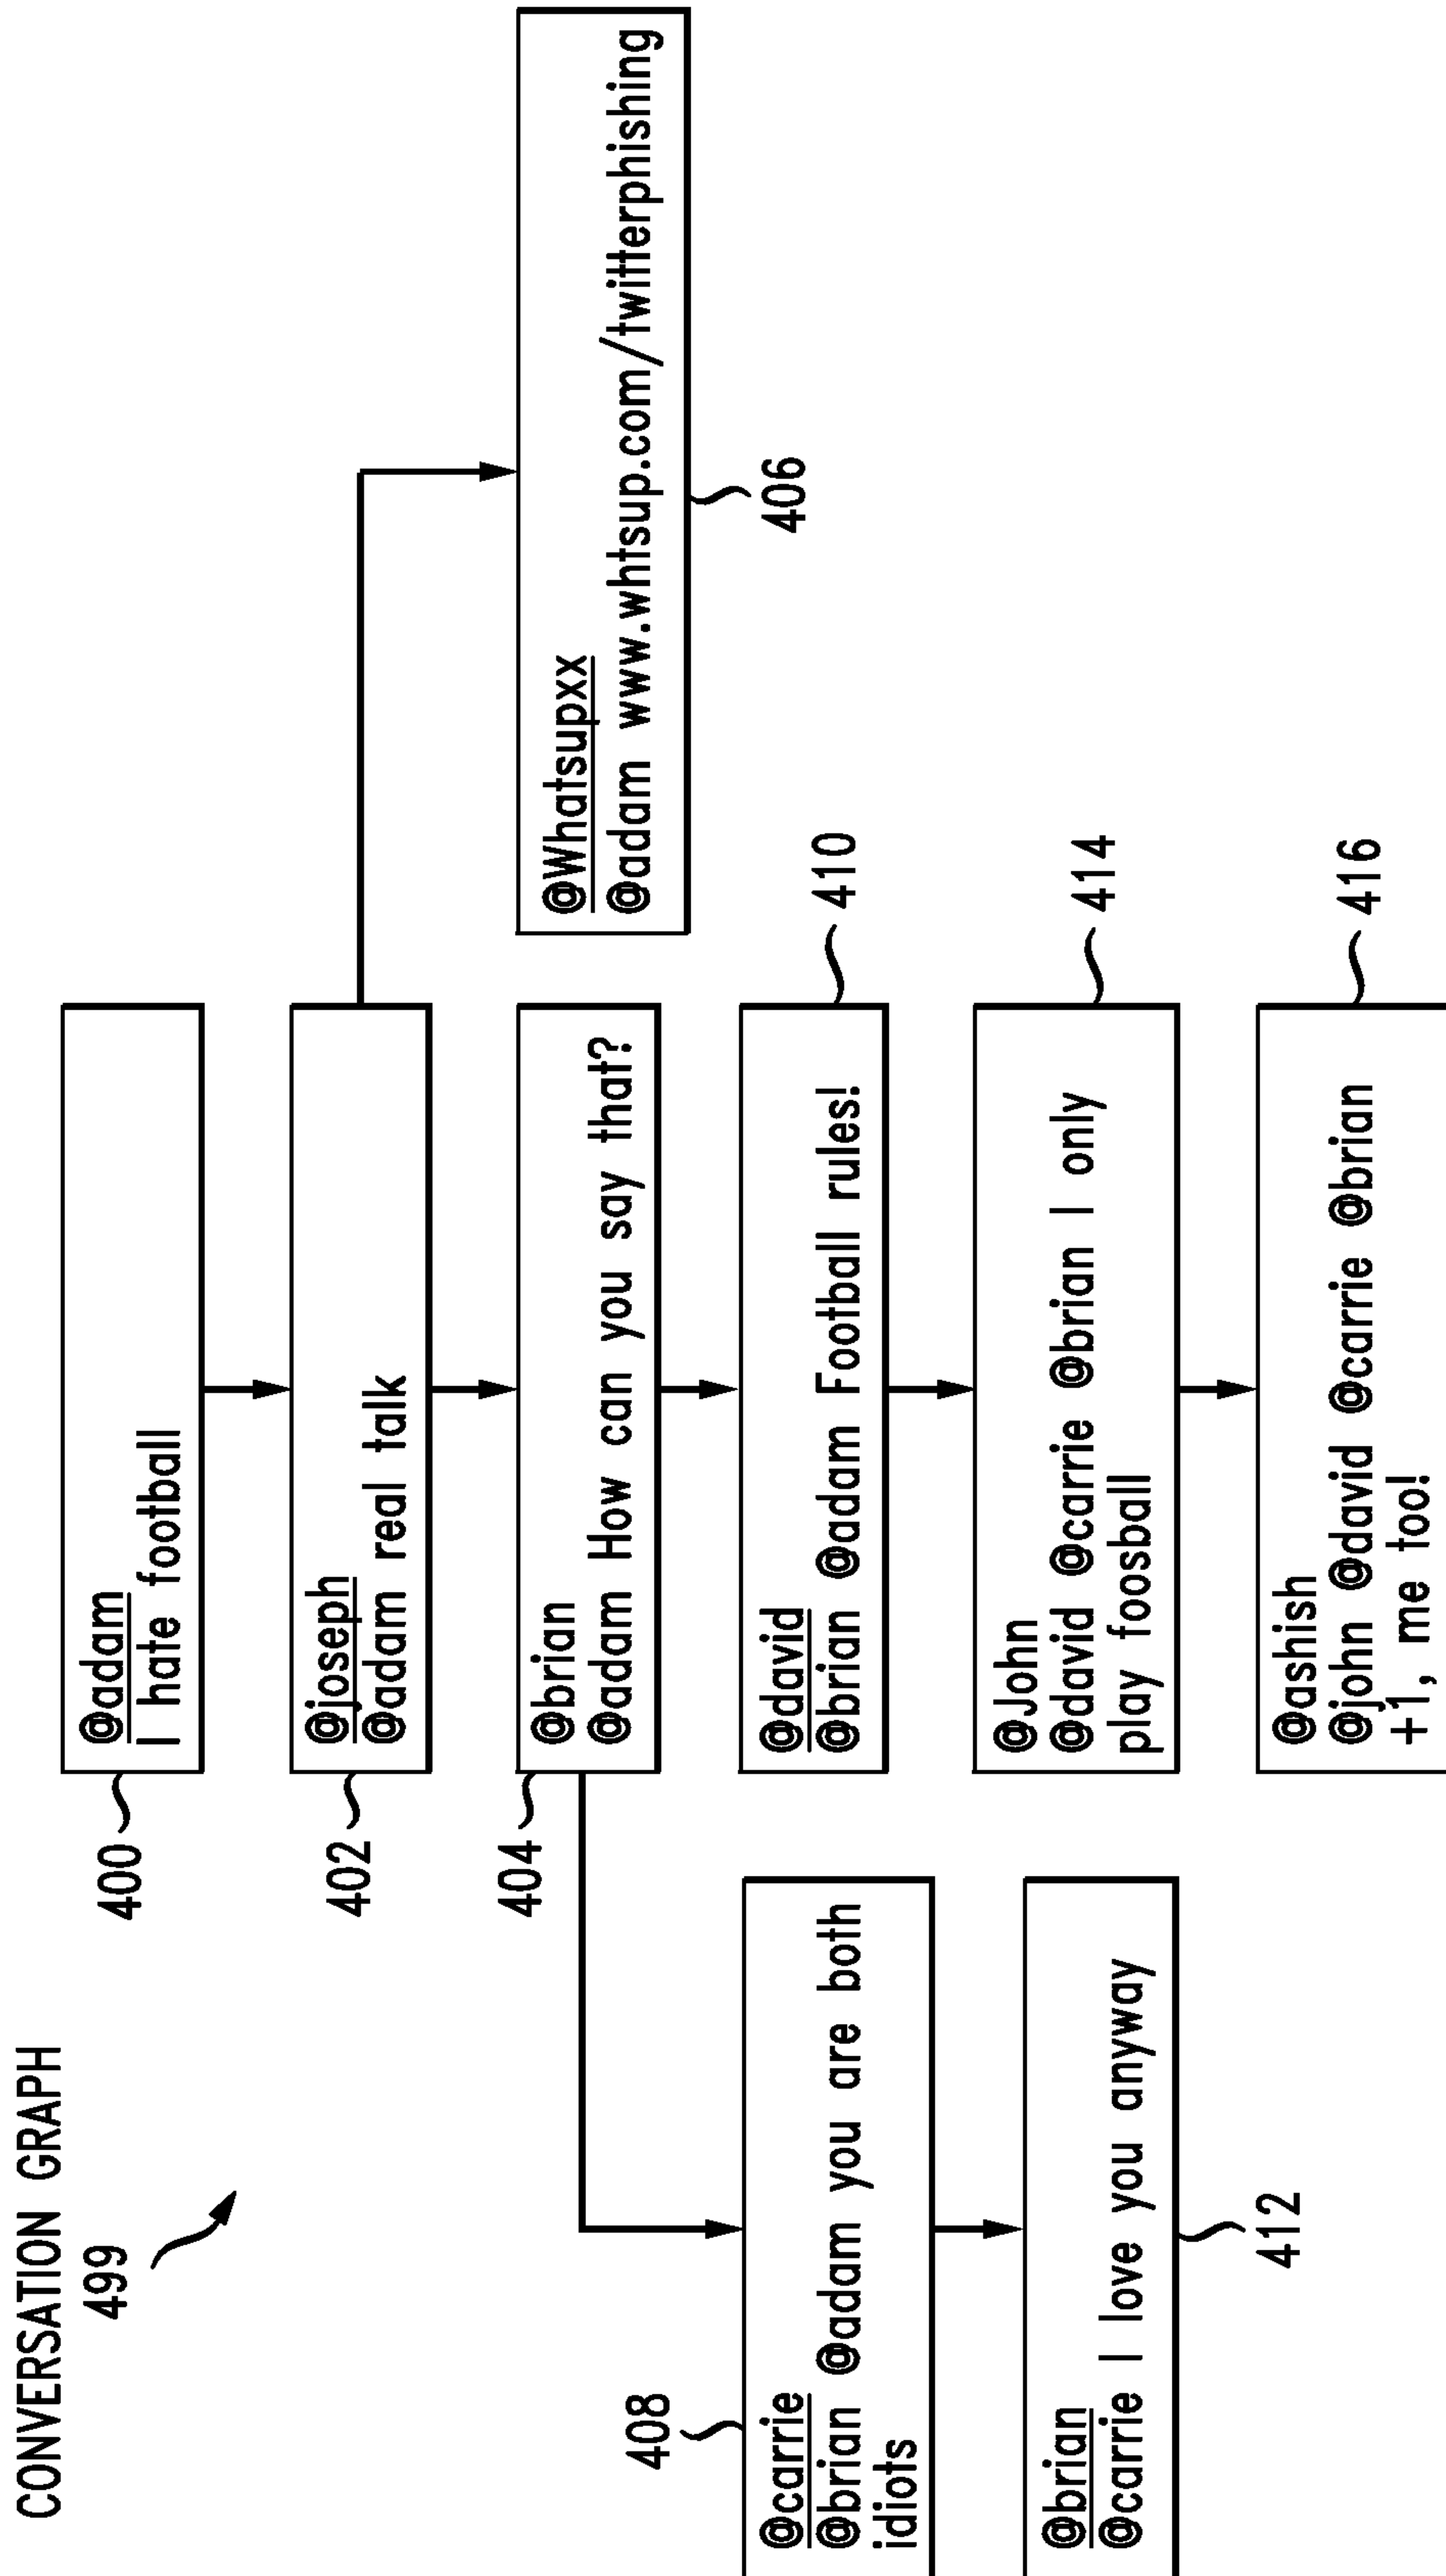 CONVERSATION GRAPH
499
400
@adam
I hate football
402
@joseph
@adam real talk
404
@brian
@adam How can you say that?
@Whatsupxx
@adam www.whtsup.com/twitterphishing
406
408
@carrie
@brian @adam you are both
idiots
@david
@brian @adam Football rules!
410
@brian
@carrie I love you anyway
412
@John
@david @carrie @brian I only
play foosball
414
@ashish
@john @david @carrie @brian
+1, me too!
416